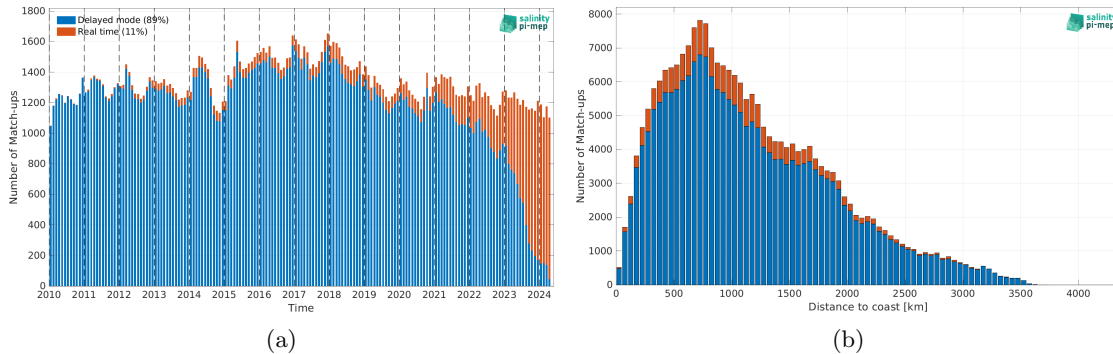 1800
1600
1400
1200
1000
800
600
400
200
0
Number of Match-ups
Delayed mode (89%)
Real time (11%)
salinity
pi-mep
2010 2011 2012 2013 2014 2015 2016 2017 2018 2019 2020 2021 2022 2023 2024
Time
(a)
8000
7000
6000
5000
4000
3000
2000
1000
0
Number of Match-ups
salinity
pi-mep
0 500 1000 1500 2000 2500 3000 3500 4000
Distance to coast [km]
(b)